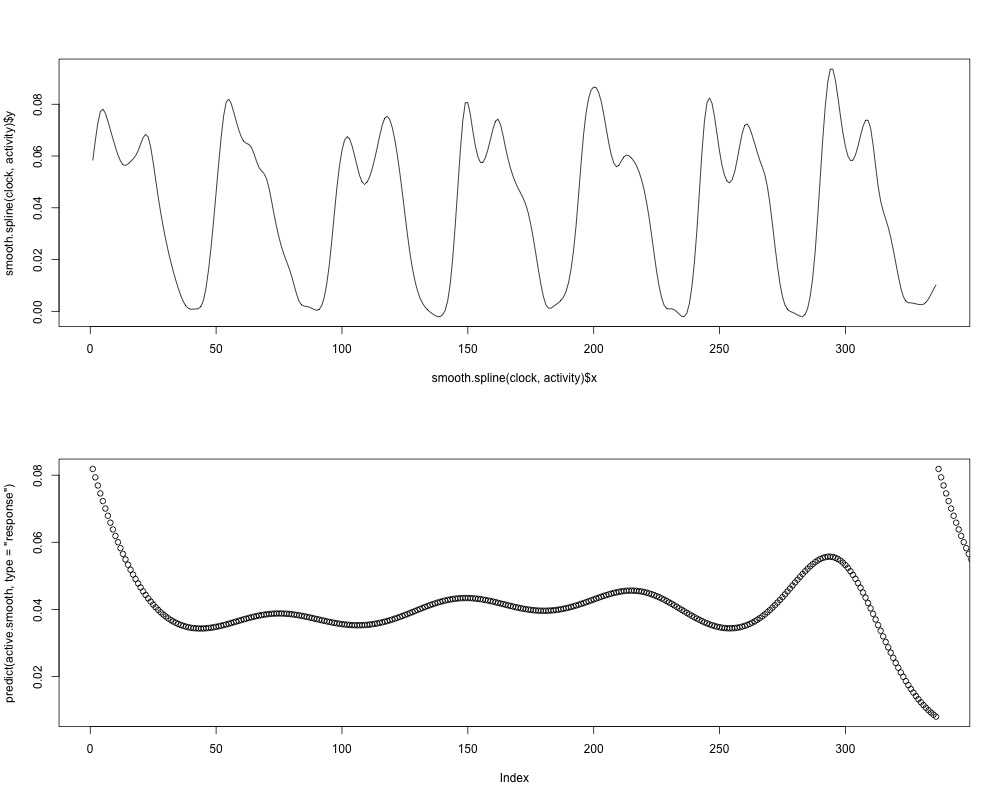 smooth.spline(clock, activity)$y
0.00 0.02 0.04 0.06 0.08
0 50 100 150 200 250 300
smooth.spline(clock, activity)$x
predict(active.smooth, type = "response")
0.02 0.04 0.06 0.08
0 50 100 150 200 250 300
Index